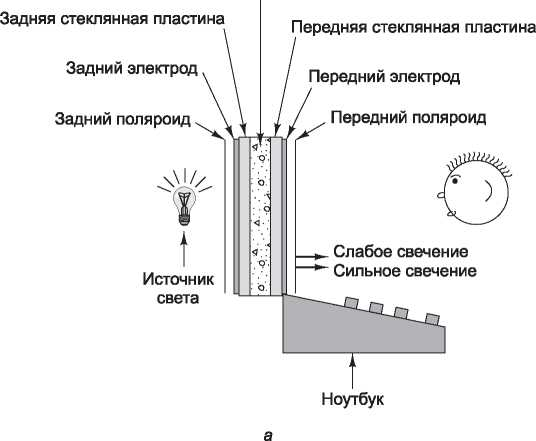 Задняя стеклянная пластина
Передняя стеклянная пластина
Задний электрод
Передний электрод
Задний поляроид
Передний поляроид
Слабое свечение
Сильное свечение
Источник
света
Ноутбук
а